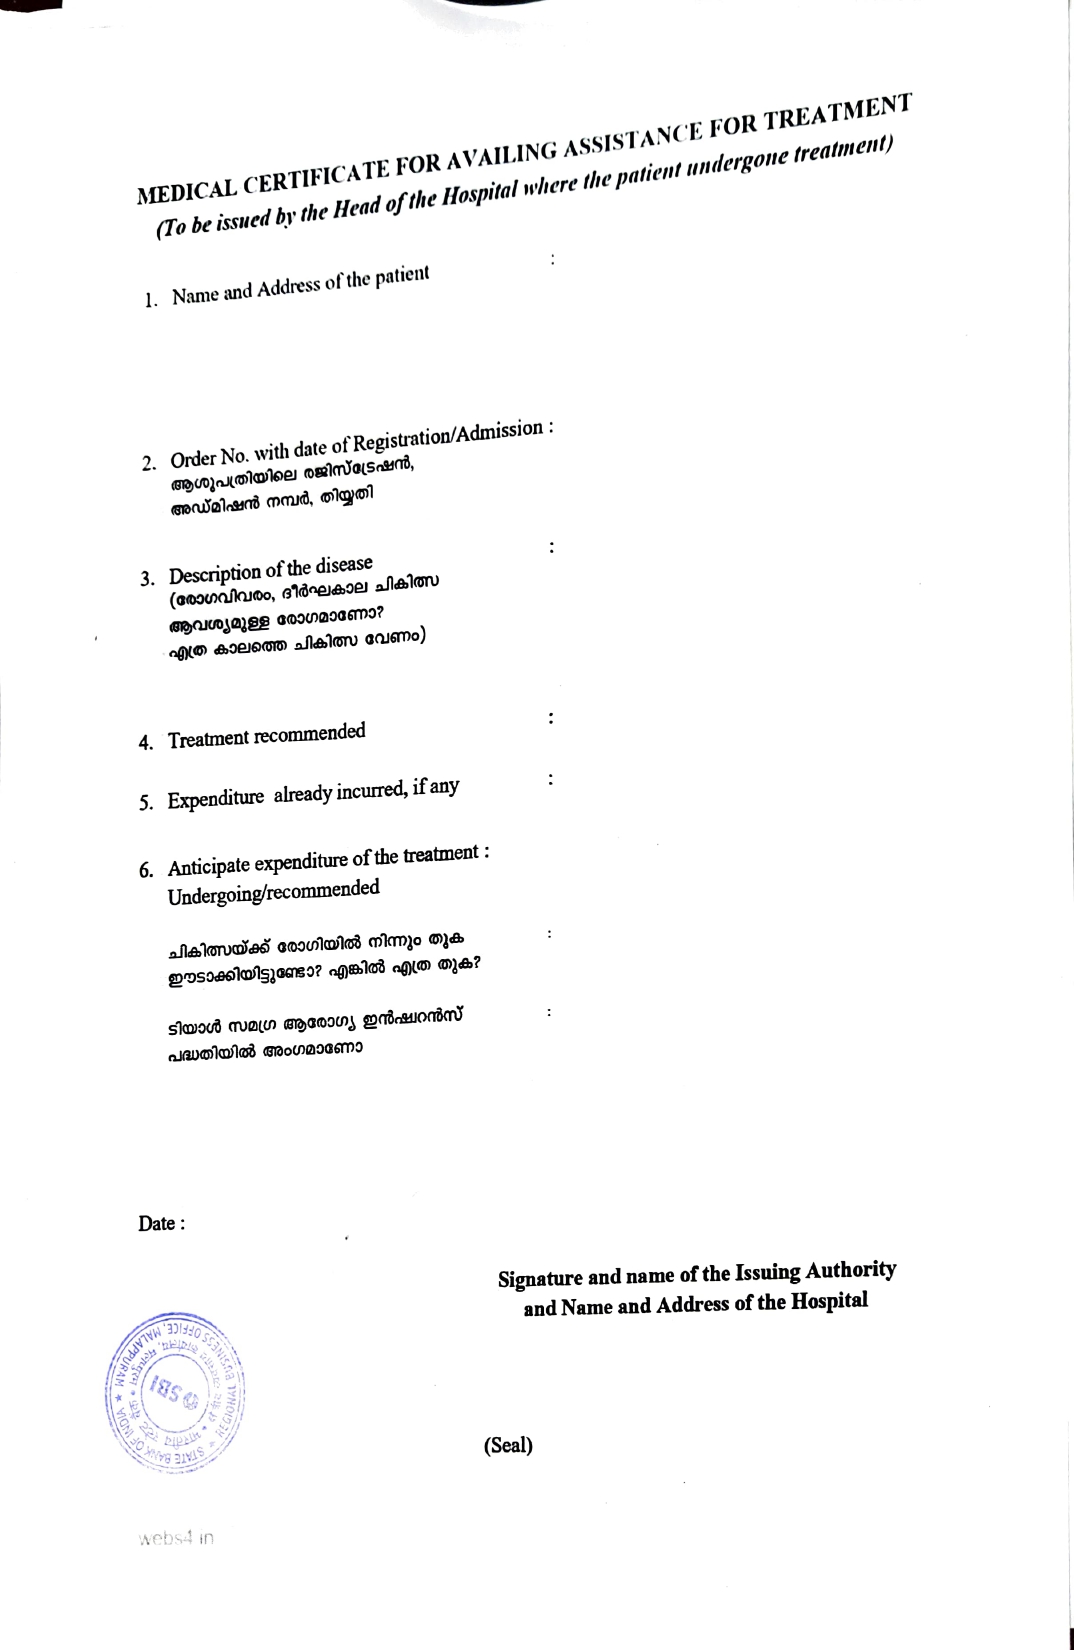 MEDICAL CERTIFICATE FOR AVAILING ASSISTANCE FOR TREATMENT
(To be issued by the Head of the Hospital where the patient undergone treatment)
1. Name and Address of the patient :
2. Order No. with date of Registration/Admission :
ആശുപത്രിയിലെ രജിസ്ട്രേഷൻ,
അഡ്മിഷൻ നമ്പർ, തിയ്യതി
3. Description of the disease :
(രോഗവിവരം, ദീർഘകാല ചികിത്സ
ആവശ്യമുള്ള രോഗമാണോ?
എത്ര കാലത്തെ ചികിത്സ വേണം)
4. Treatment recommended :
5. Expenditure already incurred, if any :
6. Anticipate expenditure of the treatment :
Undergoing/recommended
ചികിത്സയ്ക്ക് രോഗിയിൽ നിന്നും തുക :
ഈടാക്കിയിട്ടുണ്ടോ? എങ്കിൽ എത്ര തുക?
ടിയാൾ സമഗ്ര ആരോഗ്യ ഇൻഷ്വറൻസ് :
പദ്ധതിയിൽ അംഗമാണോ
Date :
Signature and name of the Issuing Authority
and Name and Address of the Hospital
STATE BANK OF INDIA
REGIONAL BUSINESS OFFICE, MALAPPURAM
भारतीय स्टेट बैंक
SBI
(Seal)
webs4 in